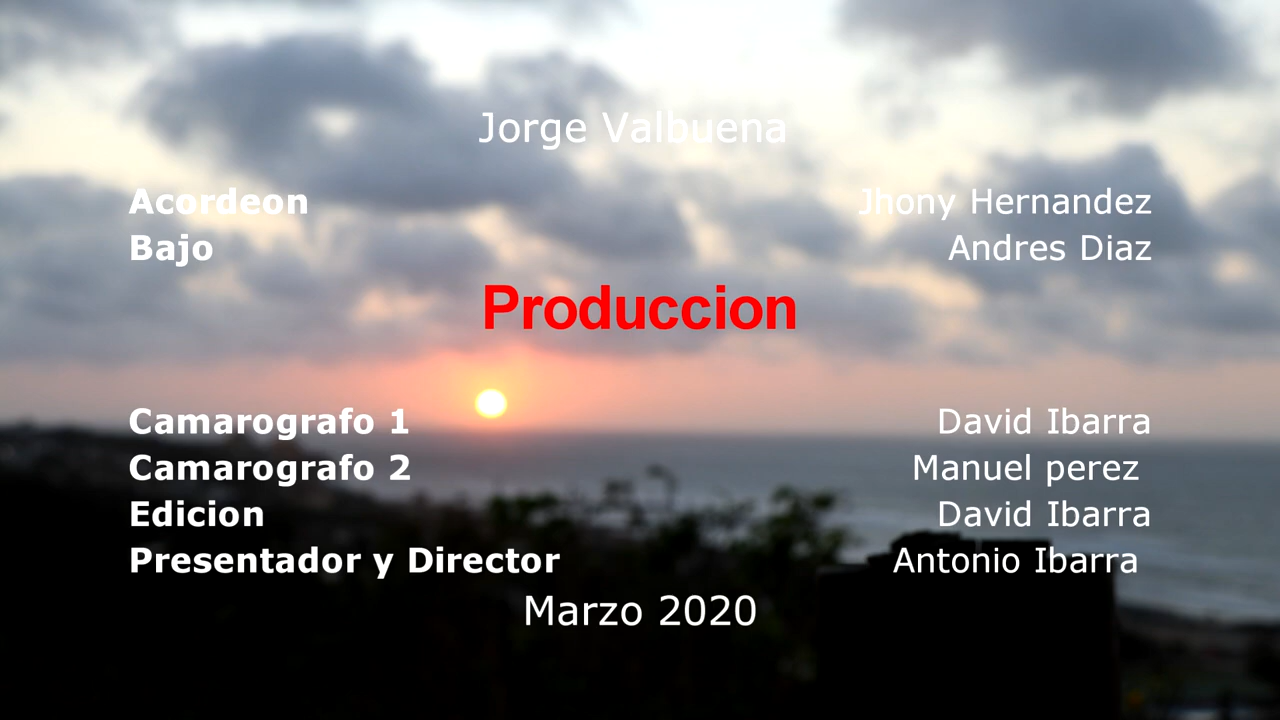 Jorge Valbuena
Acordeon Jhony Hernandez
Bajo Andres Diaz
Produccion
Camarografo 1 David Ibarra
Camarografo 2 Manuel perez
Edicion David Ibarra
Presentador y Director Antonio Ibarra
Marzo 2020